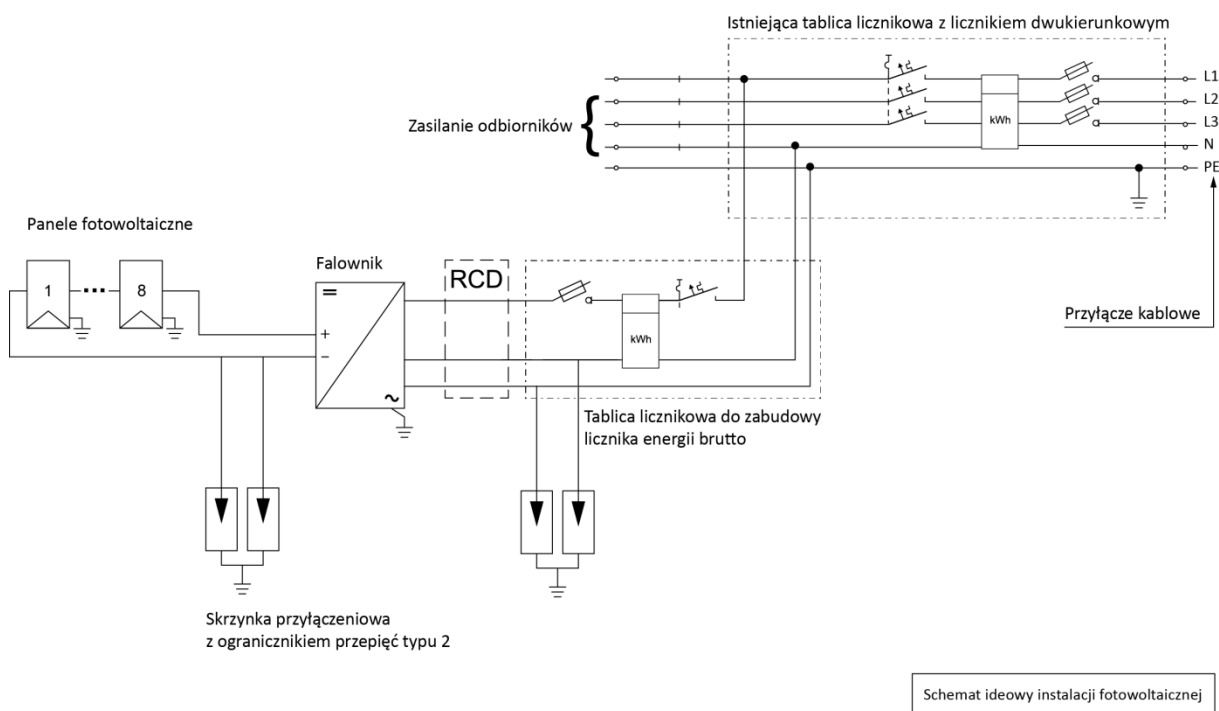 Istniejąca tablica licznikowa z licznikiem dwukierunkowym
L1
L2
L3
N
PE
kWh
Zasilanie odbiorników
Przyłącze kablowe
Panele fotowoltaiczne
1
8
Falownik
RCD
kWh
Tablica licznikowa do zabudowy
licznika energii brutto
Skrzynka przyłączeniowa
z ogranicznikiem przepięć typu 2
Schemat ideowy instalacji fotowoltaicznej